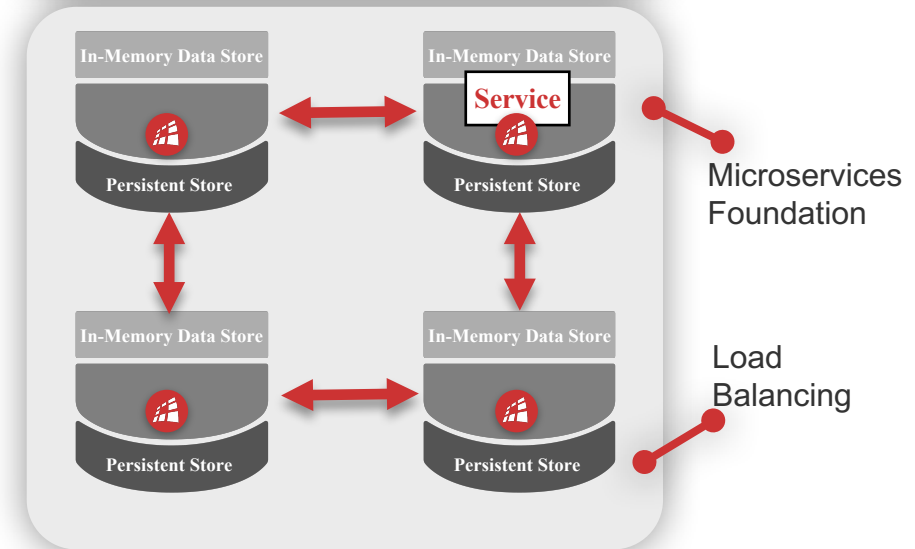 In-Memory Data Store
In-Memory Data Store
Service
Persistent Store
Persistent Store
Microservices
Foundation
In-Memory Data Store
In-Memory Data Store
Load
Balancing
Persistent Store
Persistent Store